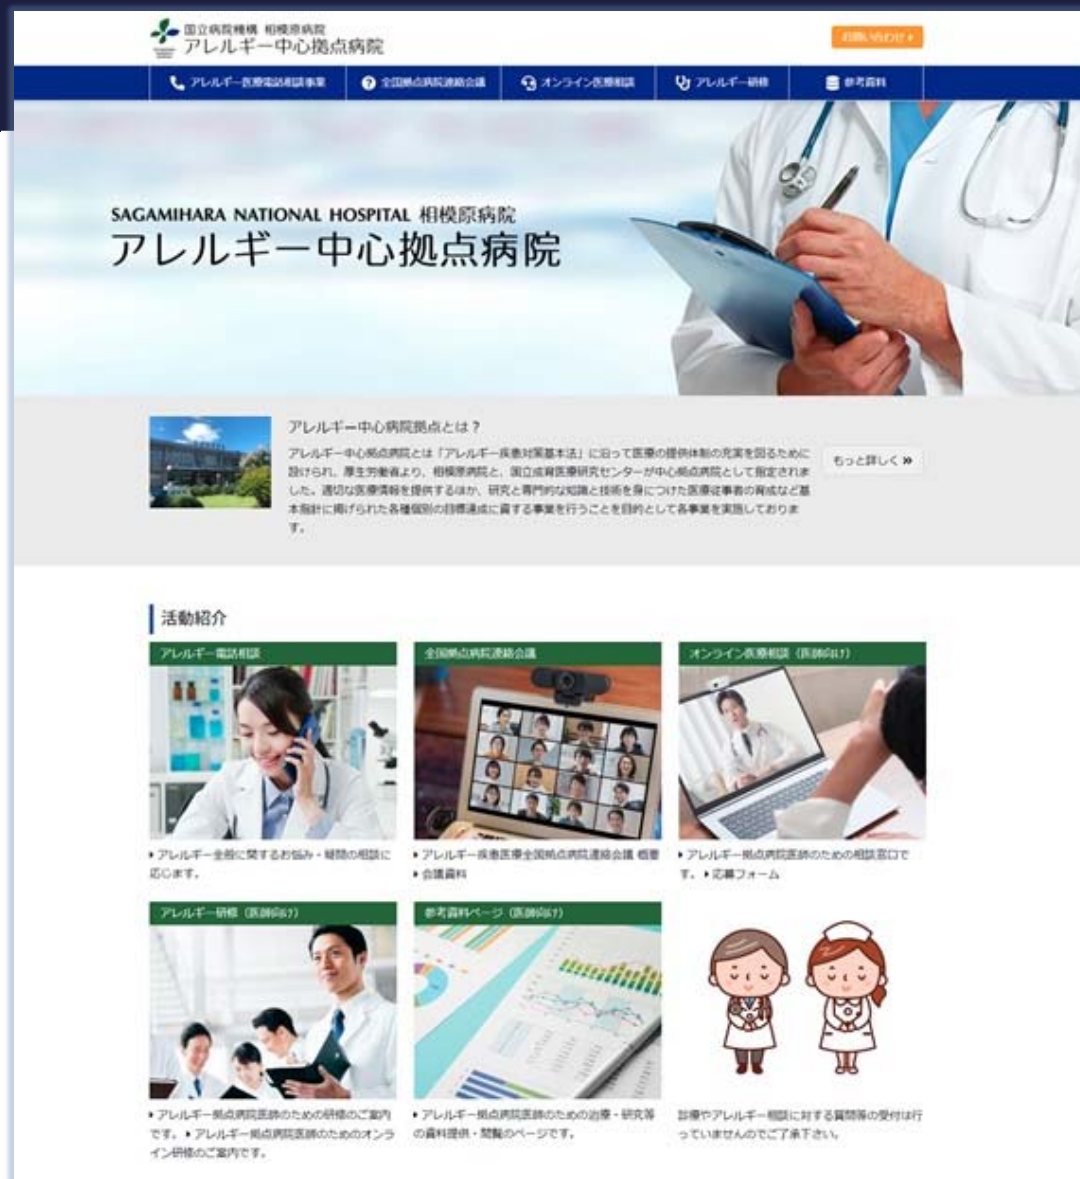 国立病院機構 相模原病院
アレルギー中心拠点病院
お問い合わせ
アレルギー医療電話相談事業
全国拠点病院連絡会議
オンライン医療相談
アレルギー研修
参考資料
SAGAMIHARA NATIONAL HOSPITAL 相模原病院
アレルギー中心拠点病院
アレルギー中心病院拠点とは？
アレルギー中心拠点病院とは「アレルギー疾患対策基本法」に沿って医療の提供体制の充実を図るために
設けられ、厚生労働省より、相模原病院と、国立成育医療研究センターが中心拠点病院として指定されま
した。適切な医療情報を提供するほか、研究と専門的な知識と技術を身につけた医療従事者の育成など基
本指針に掲げられた各種個別の目標達成に資する事業を行うことを目的として各事業を実施しておりま
す。
もっと詳しく »
活動紹介
アレルギー電話相談
全国拠点病院連絡会議
オンライン医療相談（医師向け）
アレルギー全般に関するお悩み・疑問の相談に
応じます。
アレルギー疾患医療全国拠点病院連絡会議 概要
会議資料
アレルギー拠点病院医師のための相談窓口で
す。 応募フォーム
アレルギー研修（医師向け）
参考資料ページ（医師向け）
アレルギー拠点病院医師のための研修のご案内
です。 アレルギー拠点病院医師のためのオンラ
イン研修のご案内です。
アレルギー拠点病院医師のための治療・研究等
の資料提供・閲覧のページです。
診療やアレルギー相談に対する質問等の受付は行
っていませんのでご了承下さい。